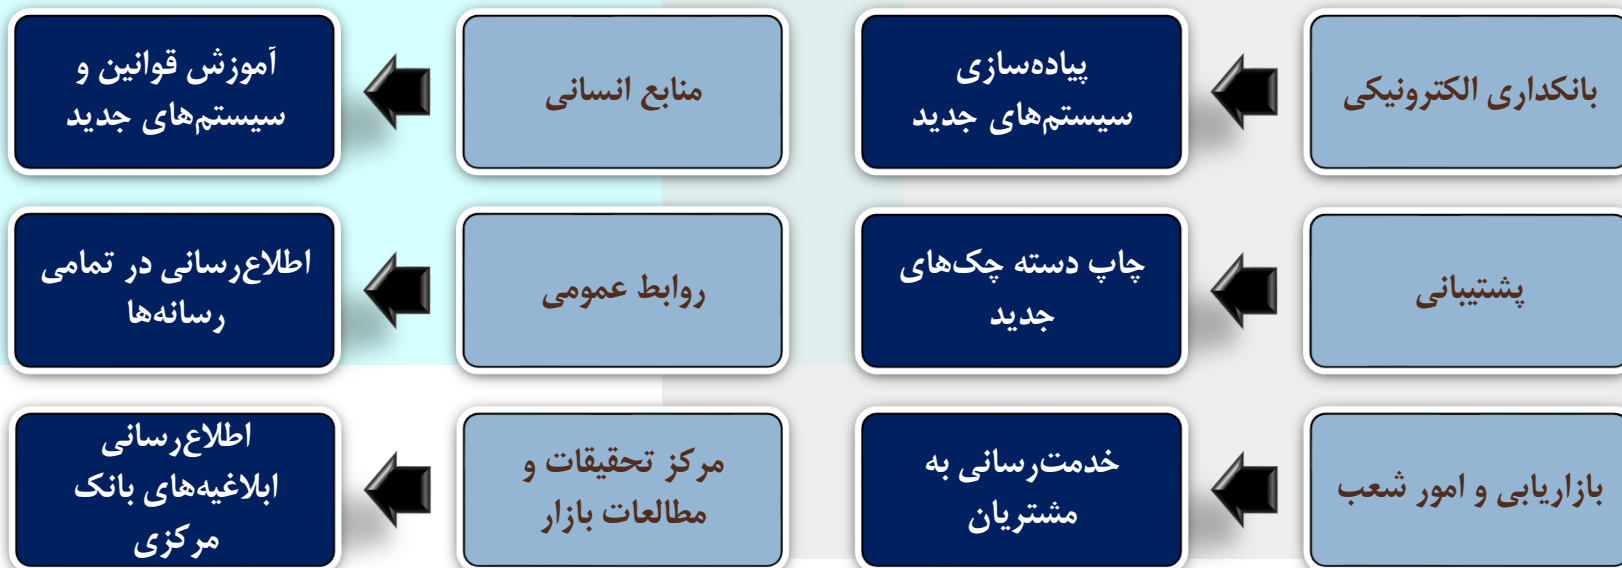 بانکداری الکترونیکی
پیاده‌سازی
سیستم‌های جدید
منابع انسانی
آموزش قوانین و
سیستم‌های جدید
پشتیبانی
چاپ دسته چک‌های
جدید
روابط عمومی
اطلاع‌رسانی در تمامی
رسانه‌ها
بازاریابی و امور شعب
خدمت‌رسانی به
مشتریان
مرکز تحقیقات و
مطالعات بازار
اطلاع‌رسانی
ابلاغیه‌های بانک
مرکزی